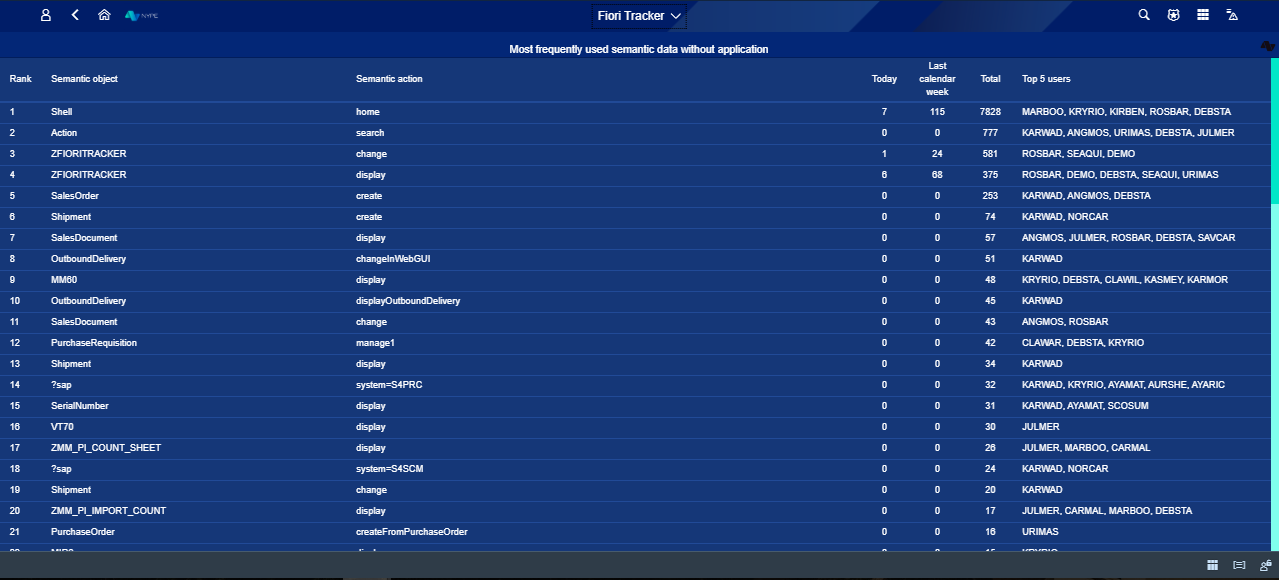 NYPE
Fiori Tracker
Most frequently used semantic data without application
Rank Semantic object Semantic action Today Last calendar week Total Top 5 users
1 Shell home 7 115 7828 MARBOO, KRYRIO, KIRBEN, ROSBAR, DEBSTA
2 Action search 0 0 777 KARWAD, ANGMOS, URIMAS, DEBSTA, JULMER
3 ZFIORITRACKER change 1 24 581 ROSBAR, SEAQUI, DEMO
4 ZFIORITRACKER display 6 68 375 ROSBAR, DEMO, DEBSTA, SEAQUI, URIMAS
5 SalesOrder create 0 0 253 KARWAD, ANGMOS, DEBSTA
6 Shipment create 0 0 74 KARWAD, NORCAR
7 SalesDocument display 0 0 57 ANGMOS, JULMER, ROSBAR, DEBSTA, SAVCAR
8 OutboundDelivery changeInWebGUI 0 0 51 KARWAD
9 MM60 display 0 0 48 KRYRIO, DEBSTA, CLAWIL, KASMEY, KARMOR
10 OutboundDelivery displayOutboundDelivery 0 0 45 KARWAD
11 SalesDocument change 0 0 43 ANGMOS, ROSBAR
12 PurchaseRequisition manage1 0 0 42 CLAWAR, DEBSTA, KRYRIO
13 Shipment display 0 0 34 KARWAD
14 ?sap system=S4PRC 0 0 32 KARWAD, KRYRIO, AYAMAT, AURSHE, AYARIC
15 SerialNumber display 0 0 31 KARWAD, AYAMAT, SCOSUM
16 VT70 display 0 0 30 JULMER
17 ZMM_PI_COUNT_SHEET display 0 0 26 JULMER, MARBOO, CARMAL
18 ?sap system=S4SCM 0 0 24 KARWAD, NORCAR
19 Shipment change 0 0 20 KARWAD
20 ZMM_PI_IMPORT_COUNT display 0 0 17 JULMER, CARMAL, MARBOO, DEBSTA
21 PurchaseOrder createFromPurchaseOrder 0 0 16 URIMAS